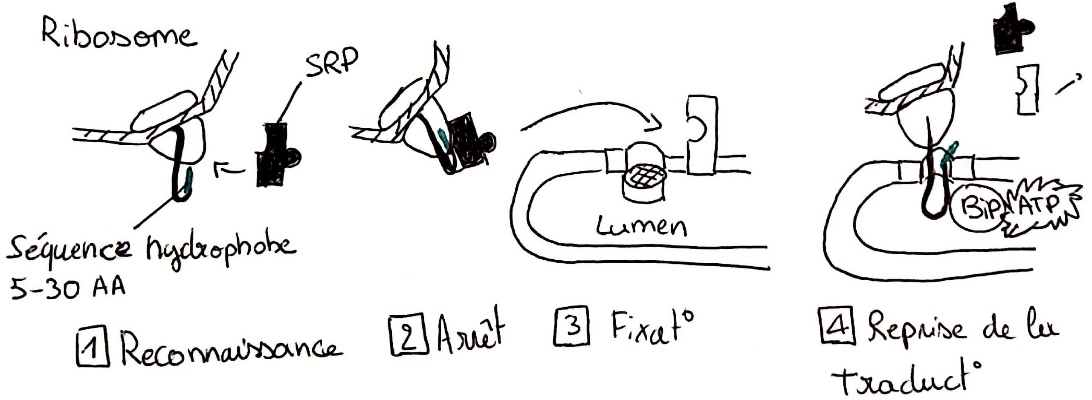 Ribosome
SRP
Séquence hydrophobe
5-30 AA
Lumen
BiP
ATP
1 Reconnaissance
2 Arrêt
3 Fixat°
4 Reprise de la
traduct°